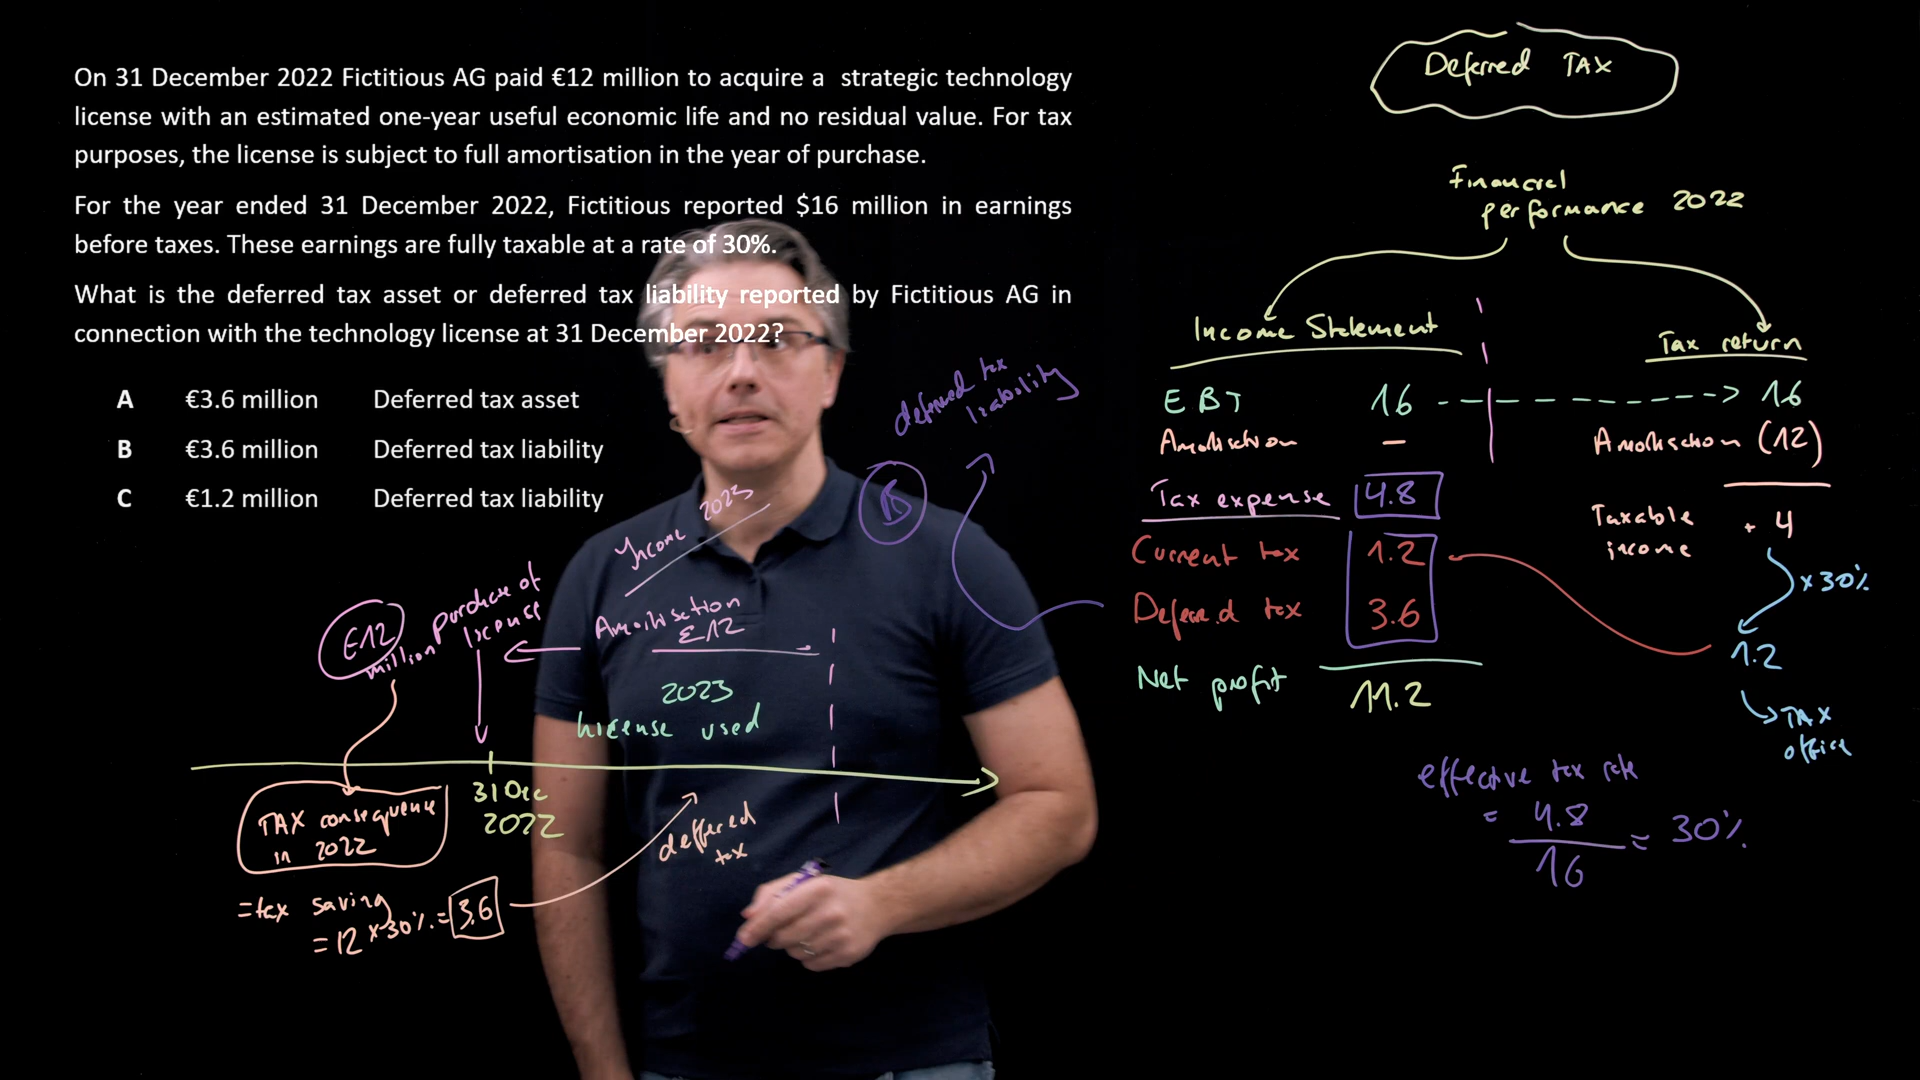 On 31 December 2022 Fictitious AG paid €12 million to acquire a strategic technology
license with an estimated one-year useful economic life and no residual value. For tax
purposes, the license is subject to full amortisation in the year of purchase.
For the year ended 31 December 2022, Fictitious reported $16 million in earnings
before taxes. These earnings are fully taxable at a rate of 30%.
What is the deferred tax asset or deferred tax liability reported by Fictitious AG in
connection with the technology license at 31 December 2022?
A €3.6 million Deferred tax asset
B €3.6 million Deferred tax liability
C €1.2 million Deferred tax liability
€12
million
purchase of
license
Income 2023
Amortisation
€12
2023
license used
31 Dec
2022
TAX consequence
in 2022
=tax saving
= 12 x 30% = 3.6
deffered
tax
B
deferred tax
liability
Deferred TAX
Financial
performance 2022
Income Statement
EBT 16
Amortisation –
Tax expense 4.8
Current tax 1.2
Deferred tax 3.6
Net profit 11.2
Tax return
16
Amortisation (12)
Taxable
income + 4
x 30%
1.2
TAX
office
effective tax rate
= 4.8
16
= 30%